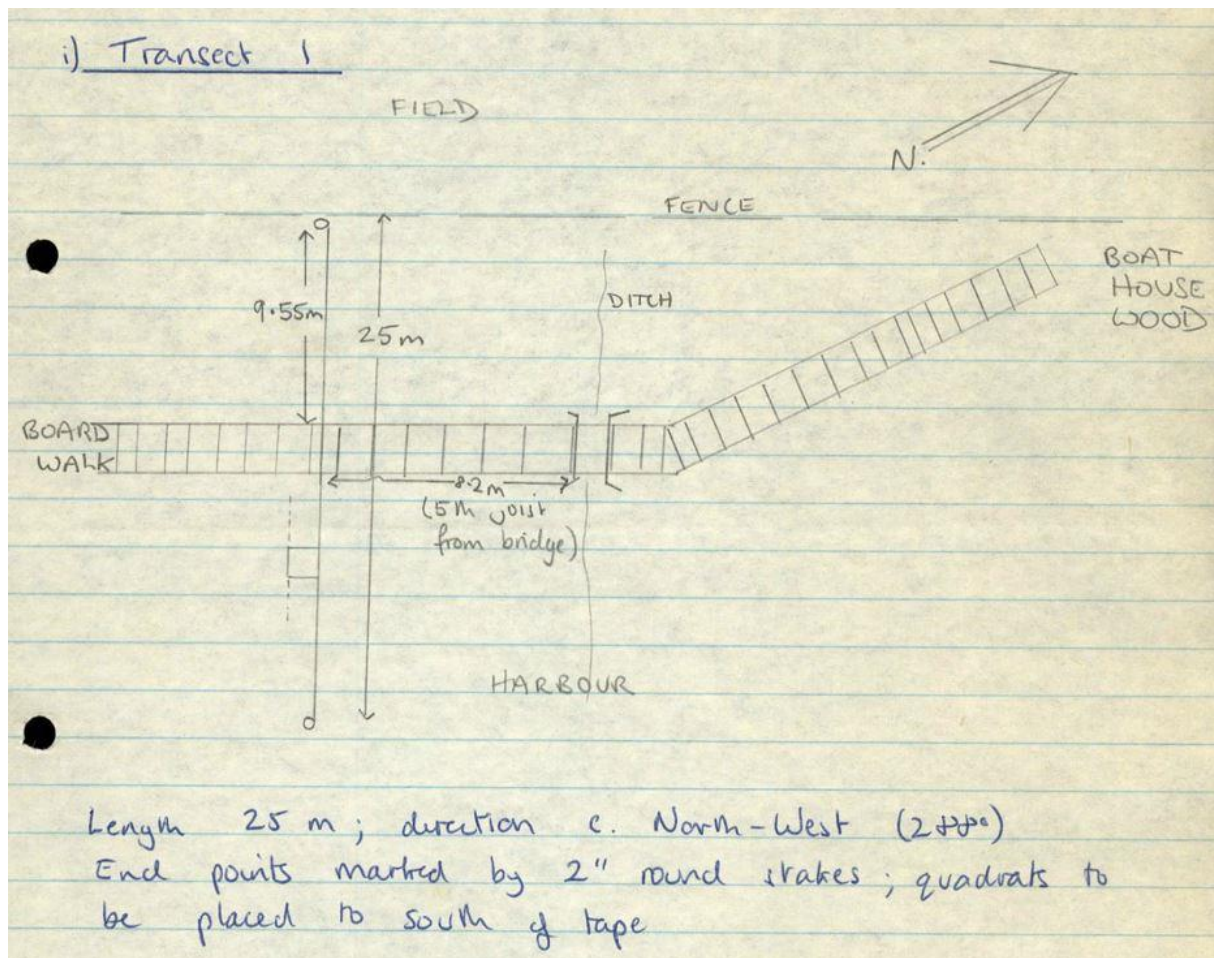 i) Transect 1
FIELD
N.
FENCE
BOAT
HOUSE
WOOD
DITCH
9.55m
25m
BOARD
WALK
8.2m
(5th joist
from bridge)
HARBOUR
Length 25 m; direction c. North-West
End points marked by 2" round stakes; quadrats to
be placed to south of tape